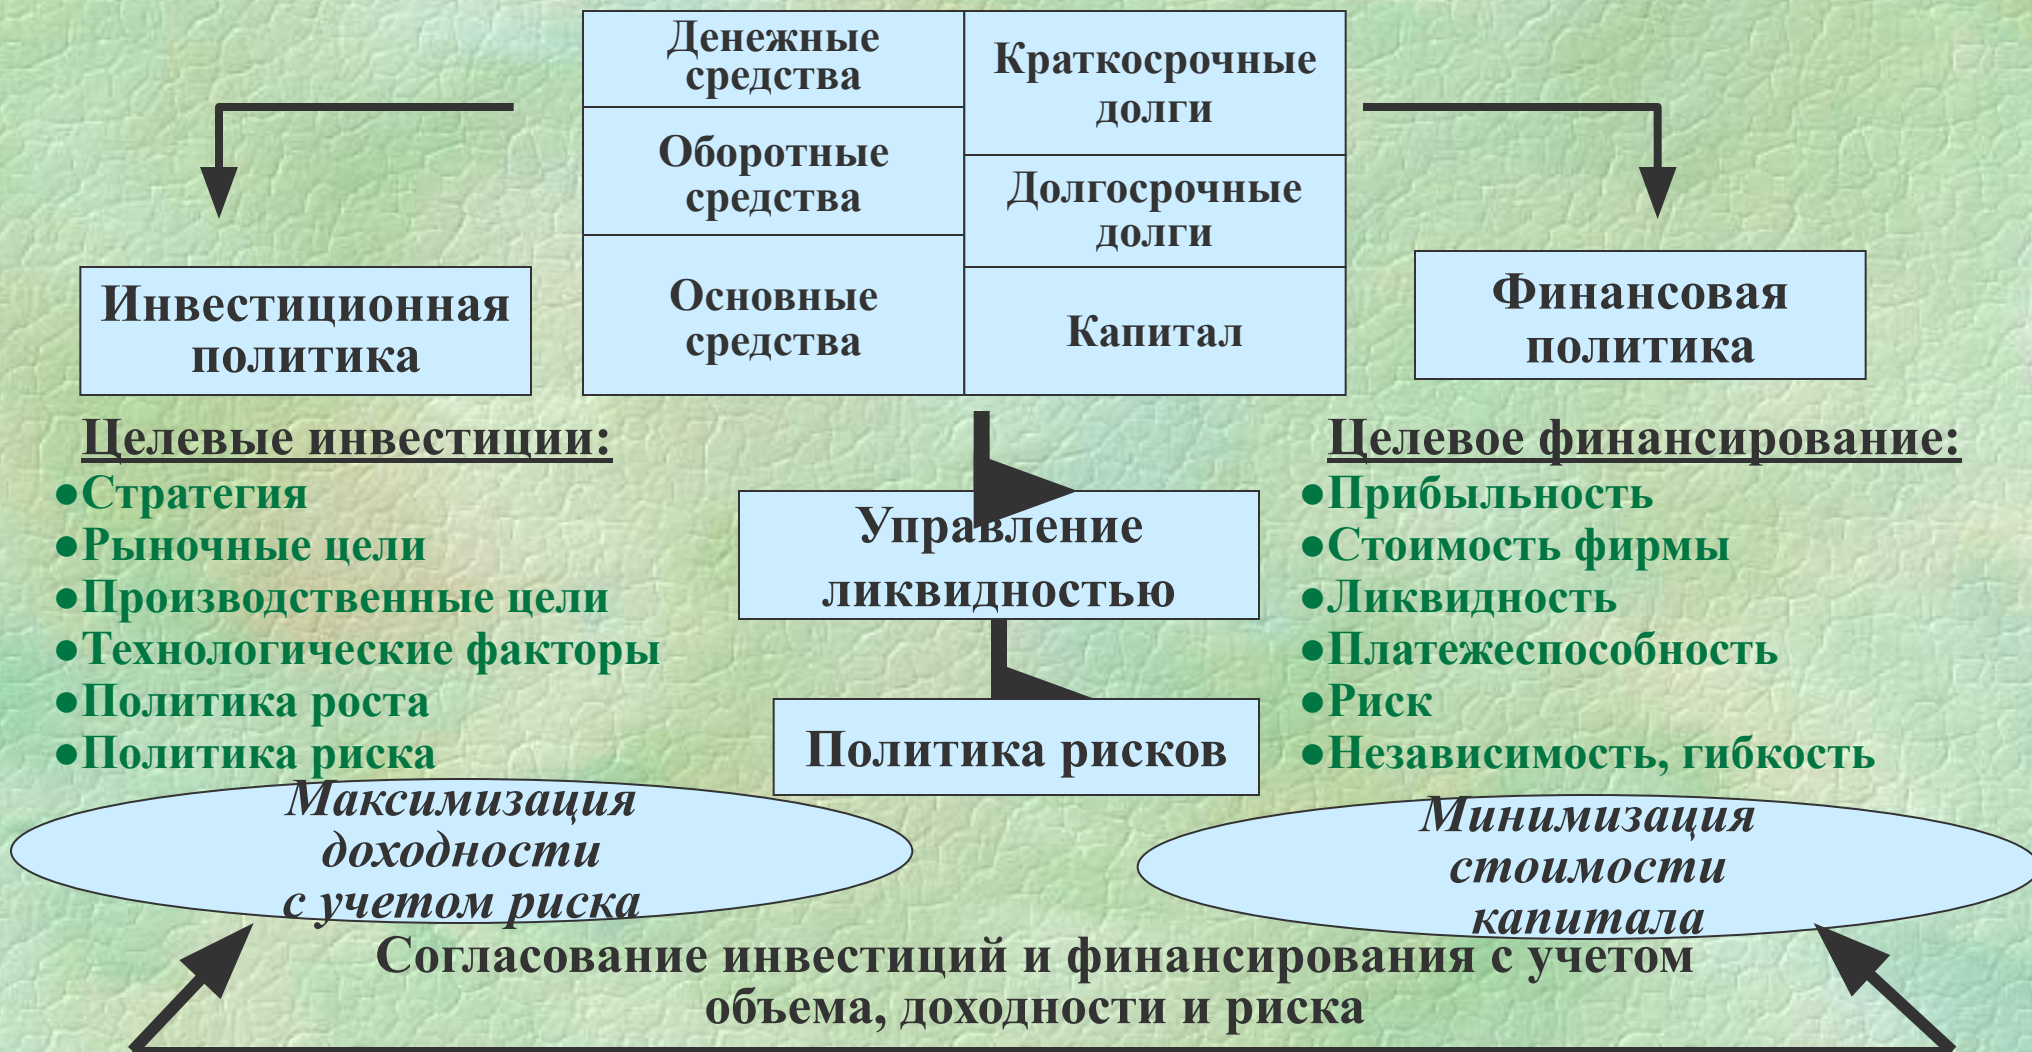 Денежные
средства
Краткосрочные
долги
Оборотные
средства
Долгосрочные
долги
Основные
средства
Капитал
Инвестиционная
политика
Финансовая
политика
Целевые инвестиции:
●Стратегия
●Рыночные цели
●Производственные цели
●Технологические факторы
●Политика роста
●Политика риска
Управление
ликвидностью
Политика рисков
Целевое финансирование:
●Прибыльность
●Стоимость фирмы
●Ликвидность
●Платежеспособность
●Риск
●Независимость, гибкость
Максимизация
доходности
с учетом риска
Минимизация
стоимости
капитала
Согласование инвестиций и финансирования с учетом
объема, доходности и риска